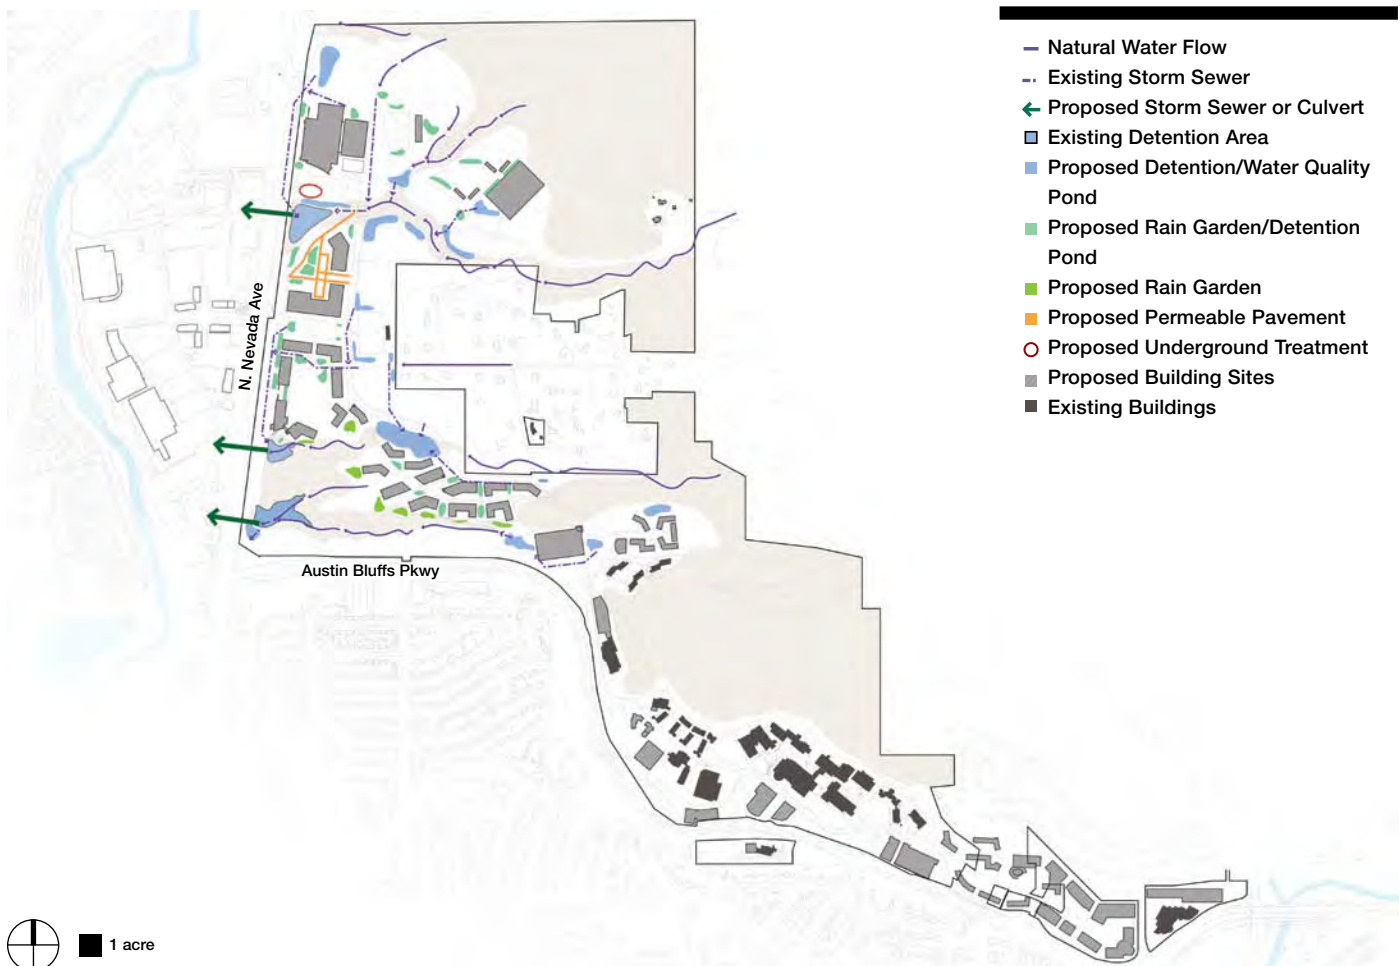 Natural Water Flow
Existing Storm Sewer
Proposed Storm Sewer or Culvert
Existing Detention Area
Proposed Detention/Water Quality
Pond
Proposed Rain Garden/Detention
Pond
Proposed Rain Garden
Proposed Permeable Pavement
Proposed Underground Treatment
Proposed Building Sites
Existing Buildings
N. Nevada Ave
Austin Bluffs Pkwy
1 acre